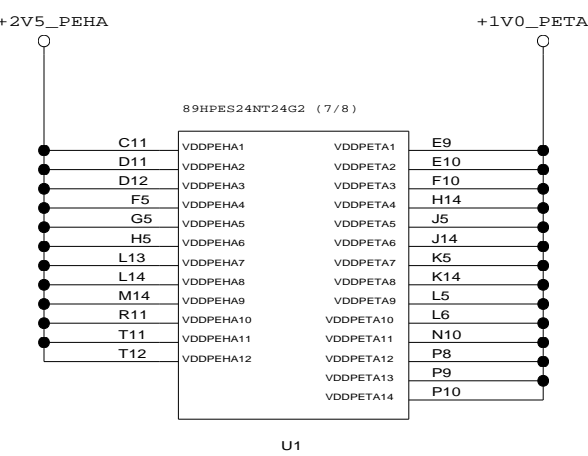 +2V5_PEHA +1V0_PETA
89HPES24NT24G2 (7/8)
C11 VDDPEHA1 VDDPETA1 E9
D11 VDDPEHA2 VDDPETA2 E10
D12 VDDPEHA3 VDDPETA3 F10
F5 VDDPEHA4 VDDPETA4 H14
G5 VDDPEHA5 VDDPETA5 J5
H5 VDDPEHA6 VDDPETA6 J14
L13 VDDPEHA7 VDDPETA7 K5
L14 VDDPEHA8 VDDPETA8 K14
M14 VDDPEHA9 VDDPETA9 L5
R11 VDDPEHA10 VDDPETA10 L6
T11 VDDPEHA11 VDDPETA11 N10
T12 VDDPEHA12 VDDPETA12 P8
VDDPETA13 P9
VDDPETA14 P10
U1